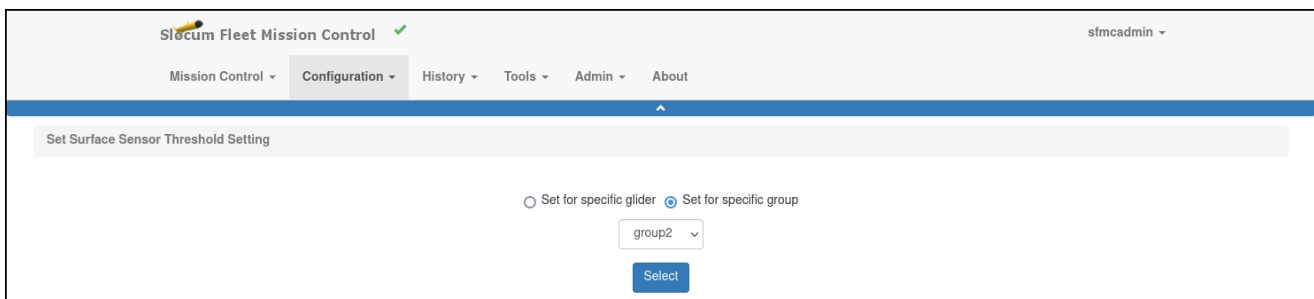 Slocum Fleet Mission Control
sfmcadmin
Mission Control Configuration History Tools Admin About
Set Surface Sensor Threshold Setting
Set for specific glider Set for specific group
group2
Select